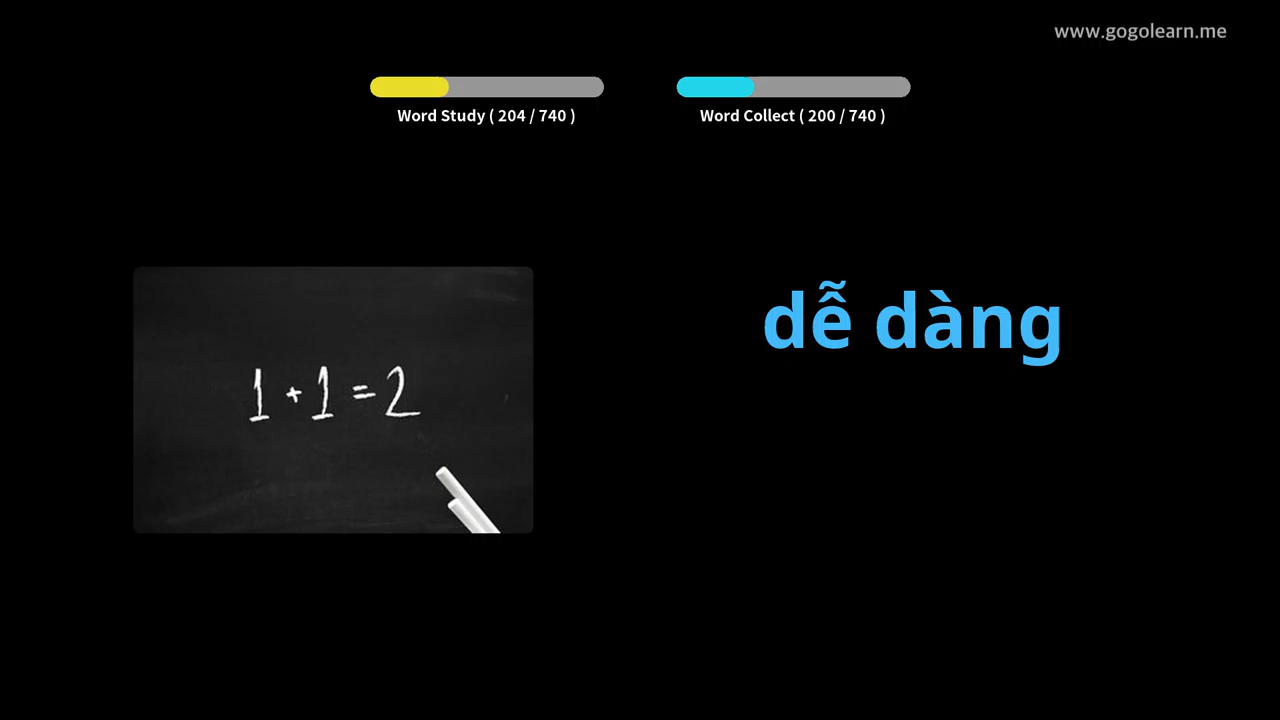 www.gogolearn.me
Word Study ( 204 / 740 )
Word Collect ( 200 / 740 )
dễ dàng
1 + 1 = 2